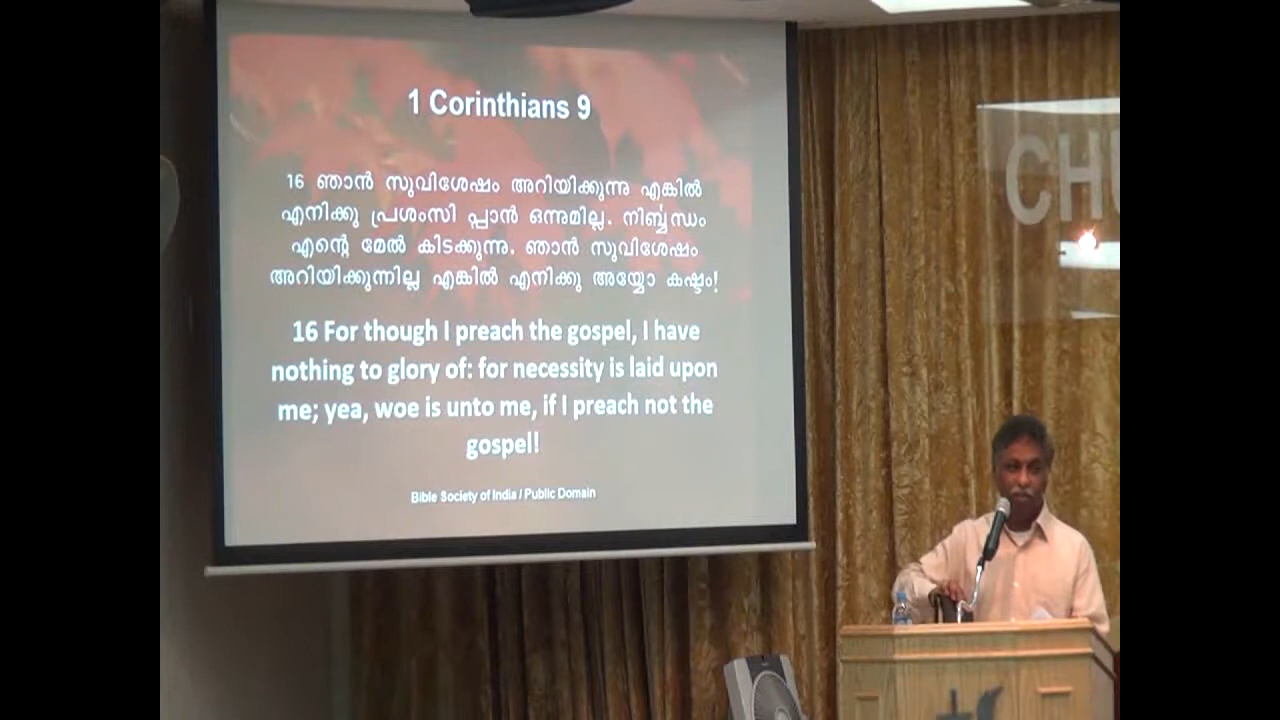 1 Corinthians 9
16 ഞാൻ സുവിശേഷം അറിയിക്കുന്നു എങ്കിൽ
എനിക്കു പ്രശംസി പ്പാൻ ഒന്നുമില്ല. നിർബ്ബന്ധം
എന്റെ മേൽ കിടക്കുന്നു. ഞാൻ സുവിശേഷം
അറിയിക്കുന്നില്ല എങ്കിൽ എനിക്കു അയ്യോ കഷ്ടം!
16 For though I preach the gospel, I have
nothing to glory of: for necessity is laid upon
me; yea, woe is unto me, if I preach not the
gospel!
Bible Society of India / Public Domain
CHU